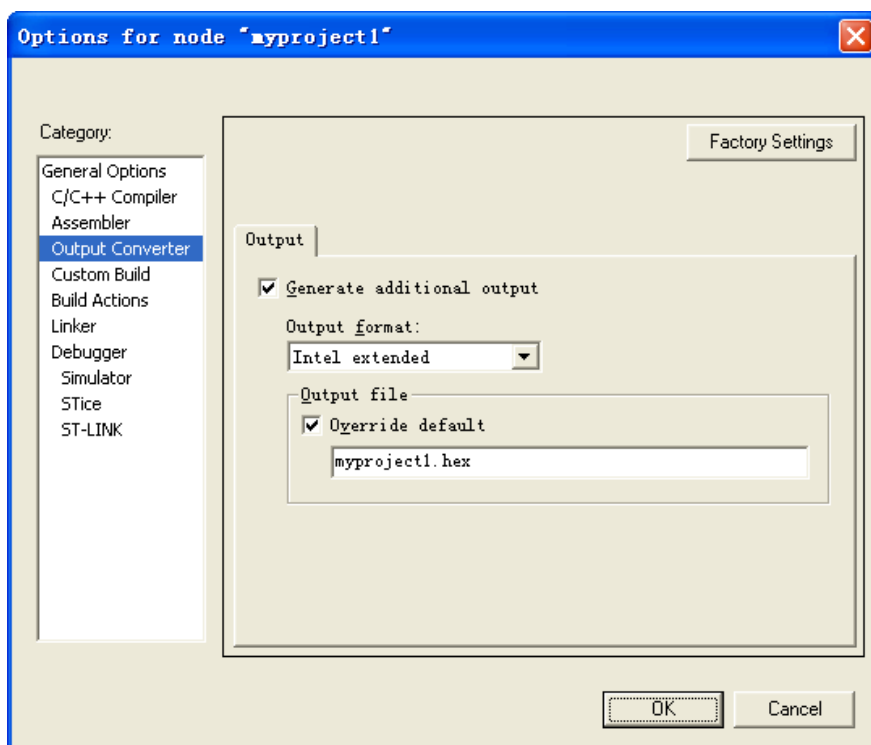 Options for node "myproject1"
Category:
Factory Settings
General Options
C/C++ Compiler
Assembler
Output Converter
Custom Build
Build Actions
Linker
Debugger
Simulator
STice
ST-LINK
Output
Generate additional output
Output format:
Intel extended
Output file
Override default
myproject1.hex
OK
Cancel